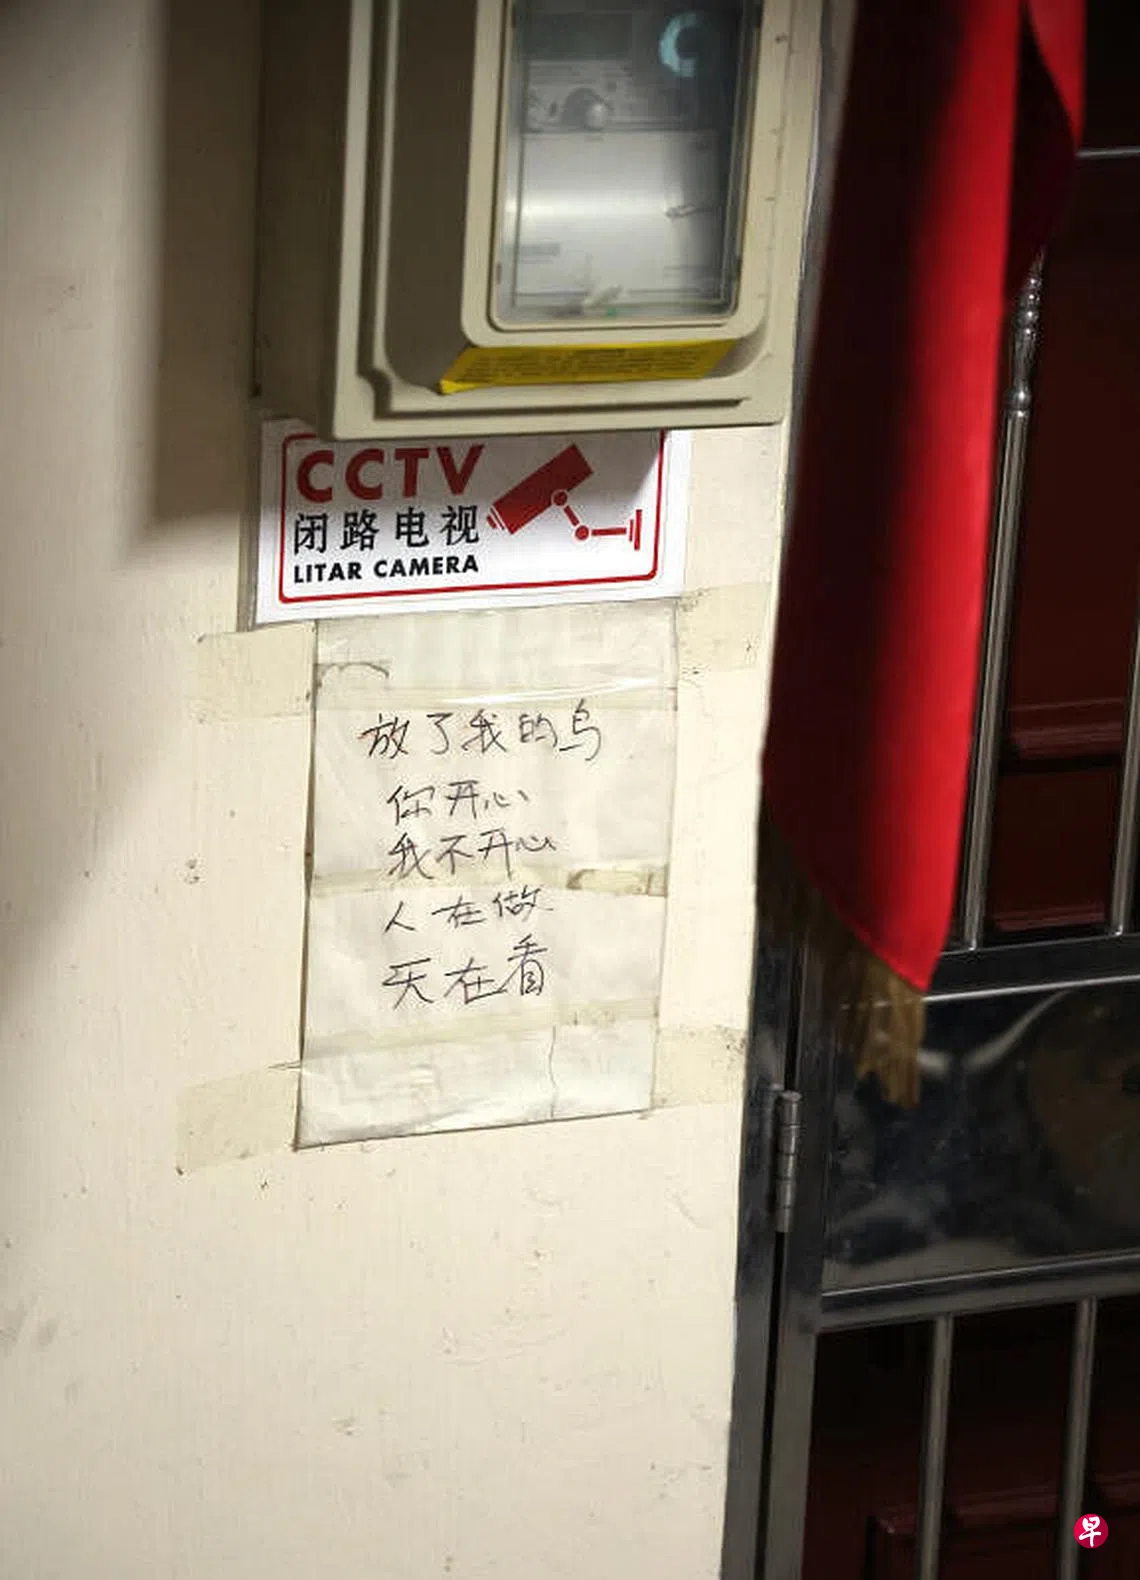 CCTV
闭路电视
LITAR CAMERA
放了我的鸟
你开心
我不开心
人在做
天在看
早